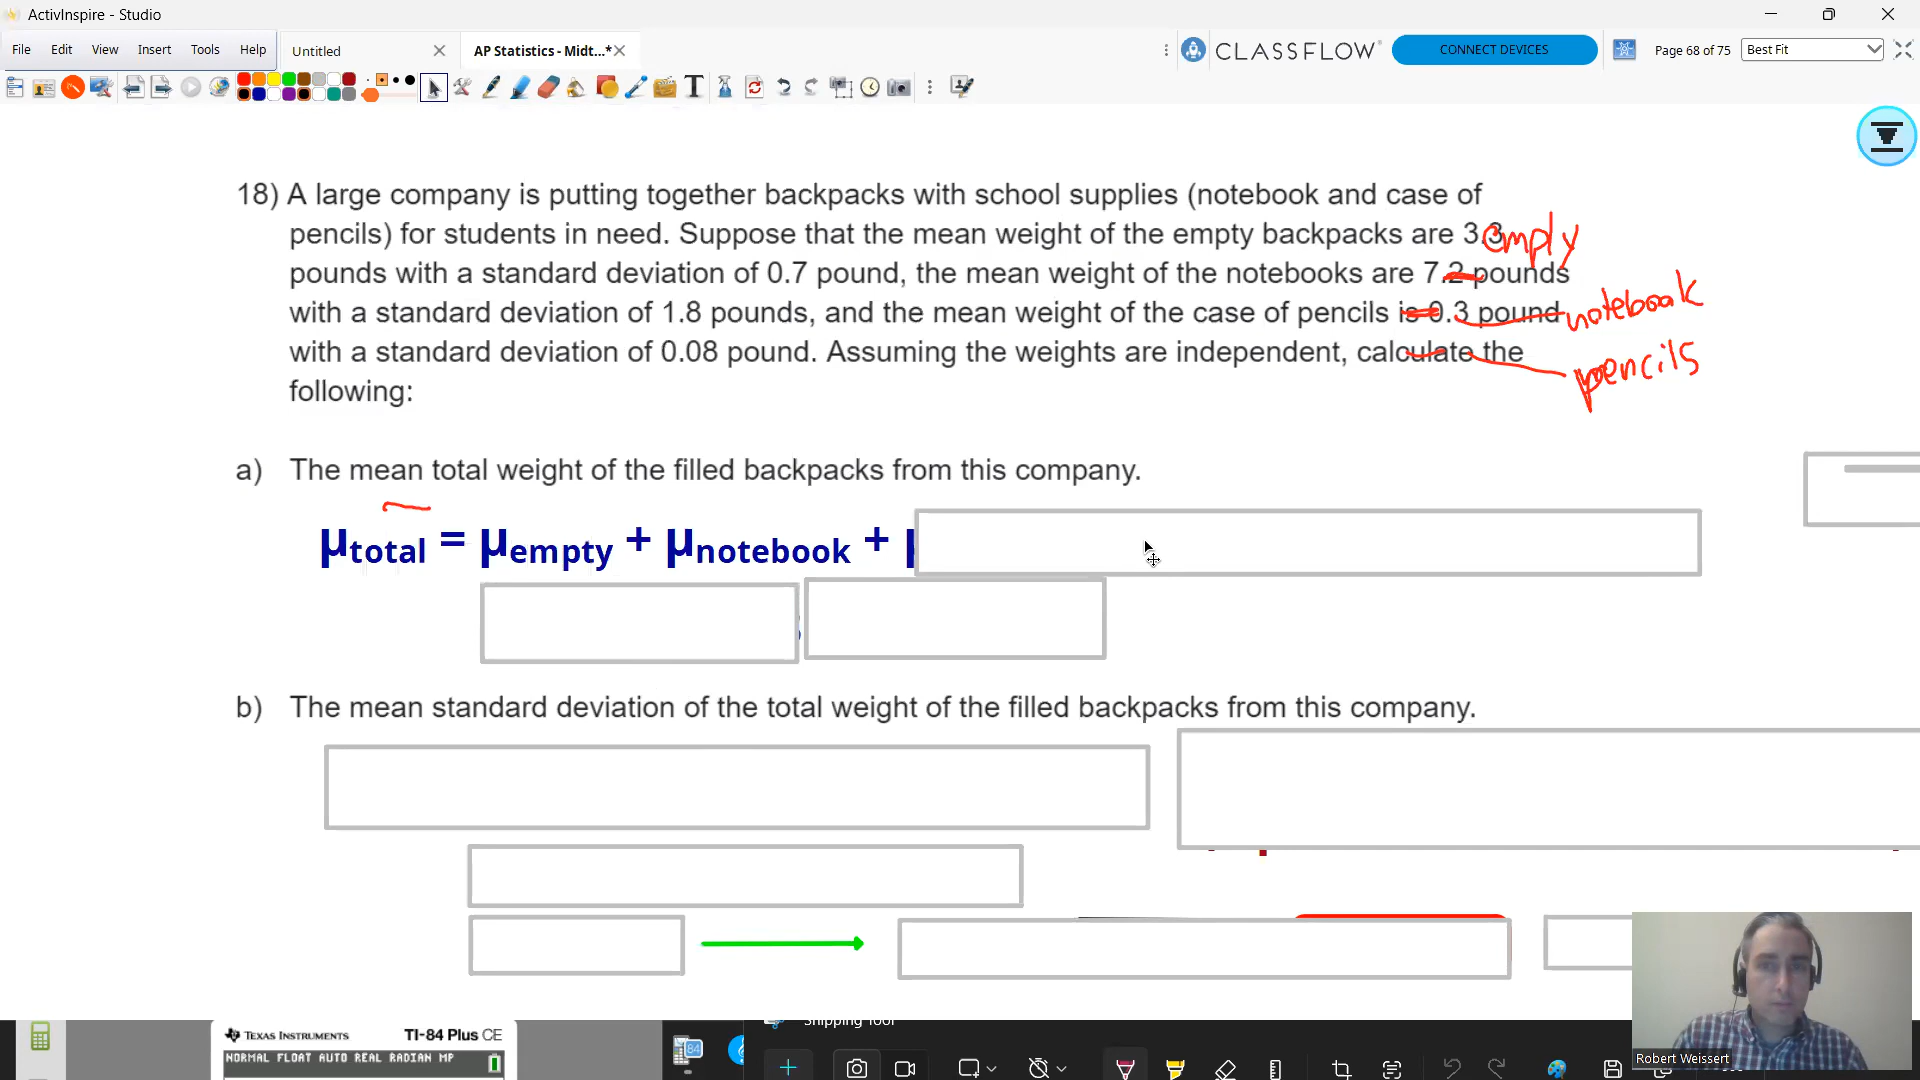 ActivInspire - Studio
File Edit View Insert Tools Help
Untitled
AP Statistics - Midt...*
CLASSFLOW
CONNECT DEVICES
Page 68 of 75
Best Fit
18) A large company is putting together backpacks with school supplies (notebook and case of
pencils) for students in need. Suppose that the mean weight of the empty backpacks are 3.3
empty
pounds with a standard deviation of 0.7 pound, the mean weight of the notebooks are 7.2 pounds
with a standard deviation of 1.8 pounds, and the mean weight of the case of pencils is 0.3 pound
notebook
with a standard deviation of 0.08 pound. Assuming the weights are independent, calculate the
pencils
following:
a) The mean total weight of the filled backpacks from this company.
μtotal = μempty + μnotebook +
b) The mean standard deviation of the total weight of the filled backpacks from this company.
TEXAS INSTRUMENTS TI-84 Plus CE
NORMAL FLOAT AUTO REAL RADIAN MP
84
Snipping Tool
Robert Weissert